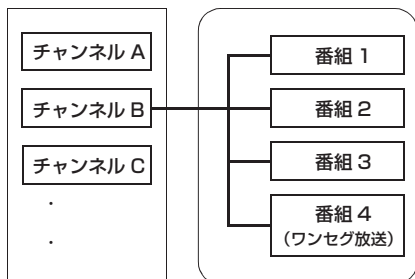 チャンネル A
チャンネル B
チャンネル C
・
・
番組 1
番組 2
番組 3
番組 4
（ワンセグ放送）